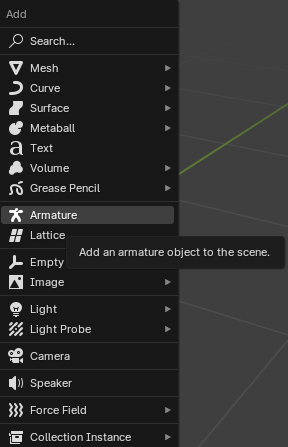 Add
Search...
Mesh
Curve
Surface
Metaball
Text
Volume
Grease Pencil
Armature
Lattice
Add an armature object to the scene.
Empty
Image
Light
Light Probe
Camera
Speaker
Force Field
Collection Instance